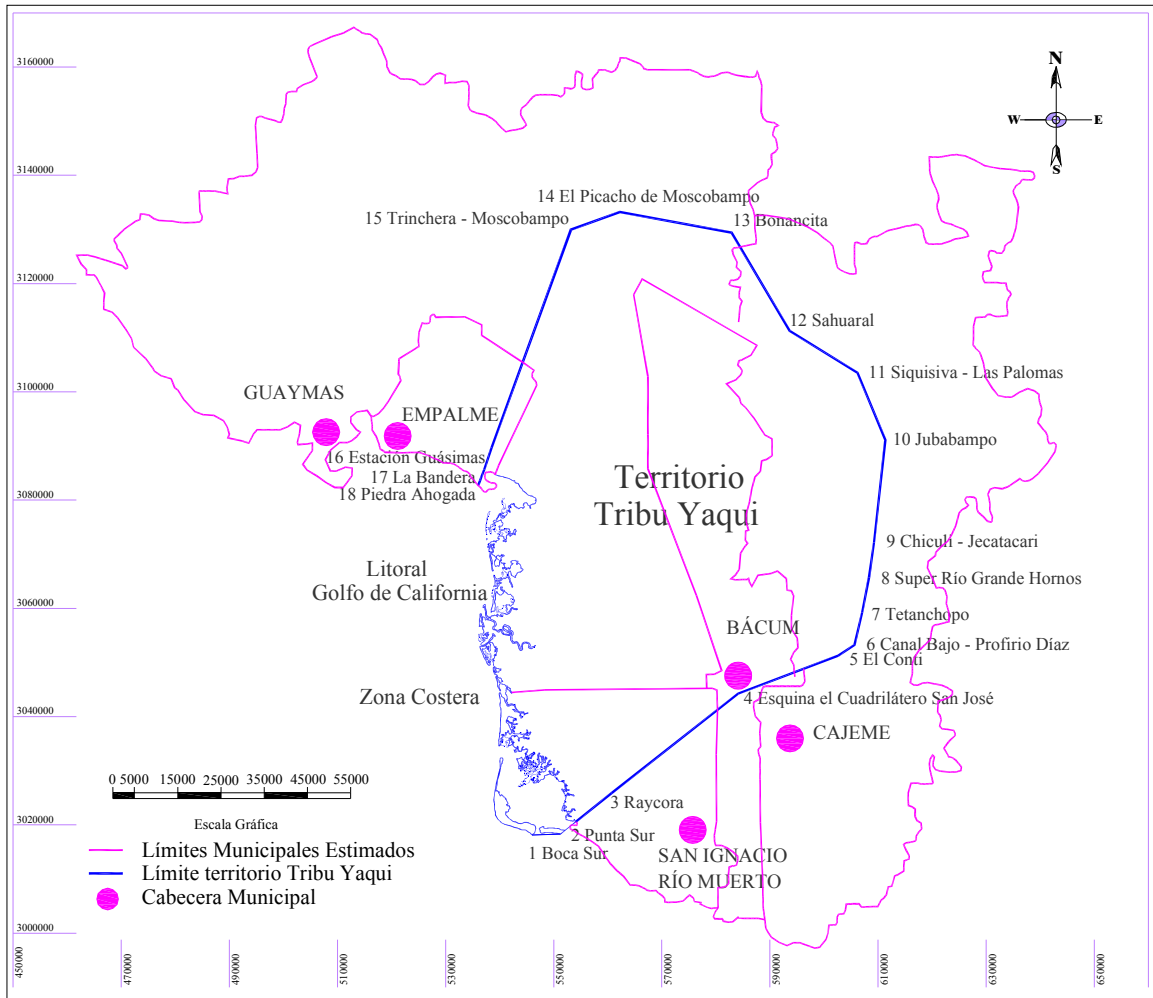 3160000
3140000
3120000
3100000
3080000
3060000
3040000
3020000
3000000
N
W
E
S
14 El Picacho de Moscobampo
15 Trinchera - Moscobampo
13 Bonancita
12 Sahuaral
11 Siquisiva - Las Palomas
GUAYMAS
EMPALME
10 Jubabampo
16 Estación Guásimas
17 La Bandera
18 Piedra Ahogada
Territorio
Tribu Yaqui
9 Chiculi - Jecatacari
Litoral
Golfo de California
8 Super Río Grande Hornos
7 Tetanchopo
BÁCUM
6 Canal Bajo - Profirio Díaz
5 El Conti
Zona Costera
4 Esquina el Cuadrilátero San José
CAJEME
0 5000 15000 25000 35000 45000 55000
3 Raycora
Escala Gráfica
2 Punta Sur
1 Boca Sur
SAN IGNACIO
RÍO MUERTO
Límites Municipales Estimados
Límite territorio Tribu Yaqui
Cabecera Municipal
450000
470000
490000
510000
530000
550000
570000
590000
610000
630000
650000